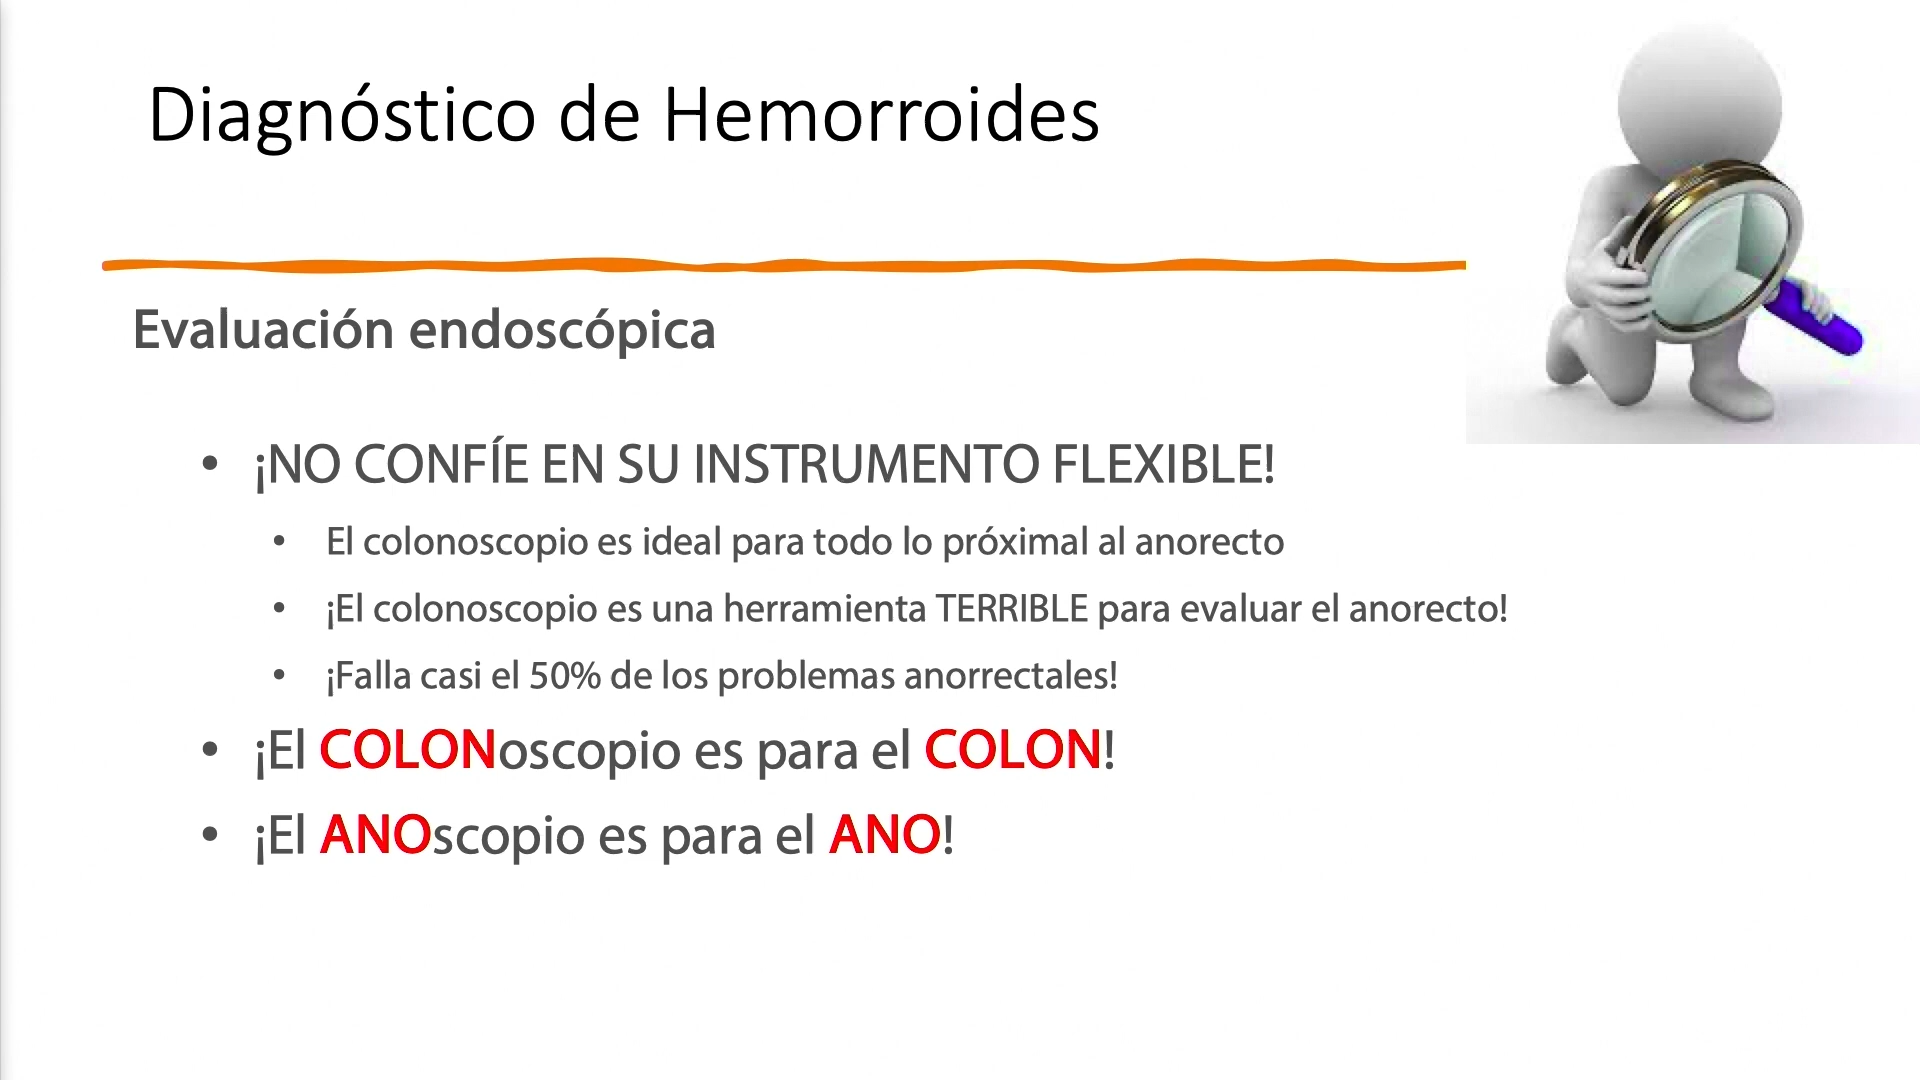 Diagnóstico de Hemorroides
Evaluación endoscópica
• ¡NO CONFÍE EN SU INSTRUMENTO FLEXIBLE!
• El colonoscopio es ideal para todo lo próximal al anorecto
• ¡El colonoscopio es una herramienta TERRIBLE para evaluar el anorecto!
• ¡Falla casi el 50% de los problemas anorrectales!
• ¡El COLONoscopio es para el COLON!
• ¡El ANOscopio es para el ANO!